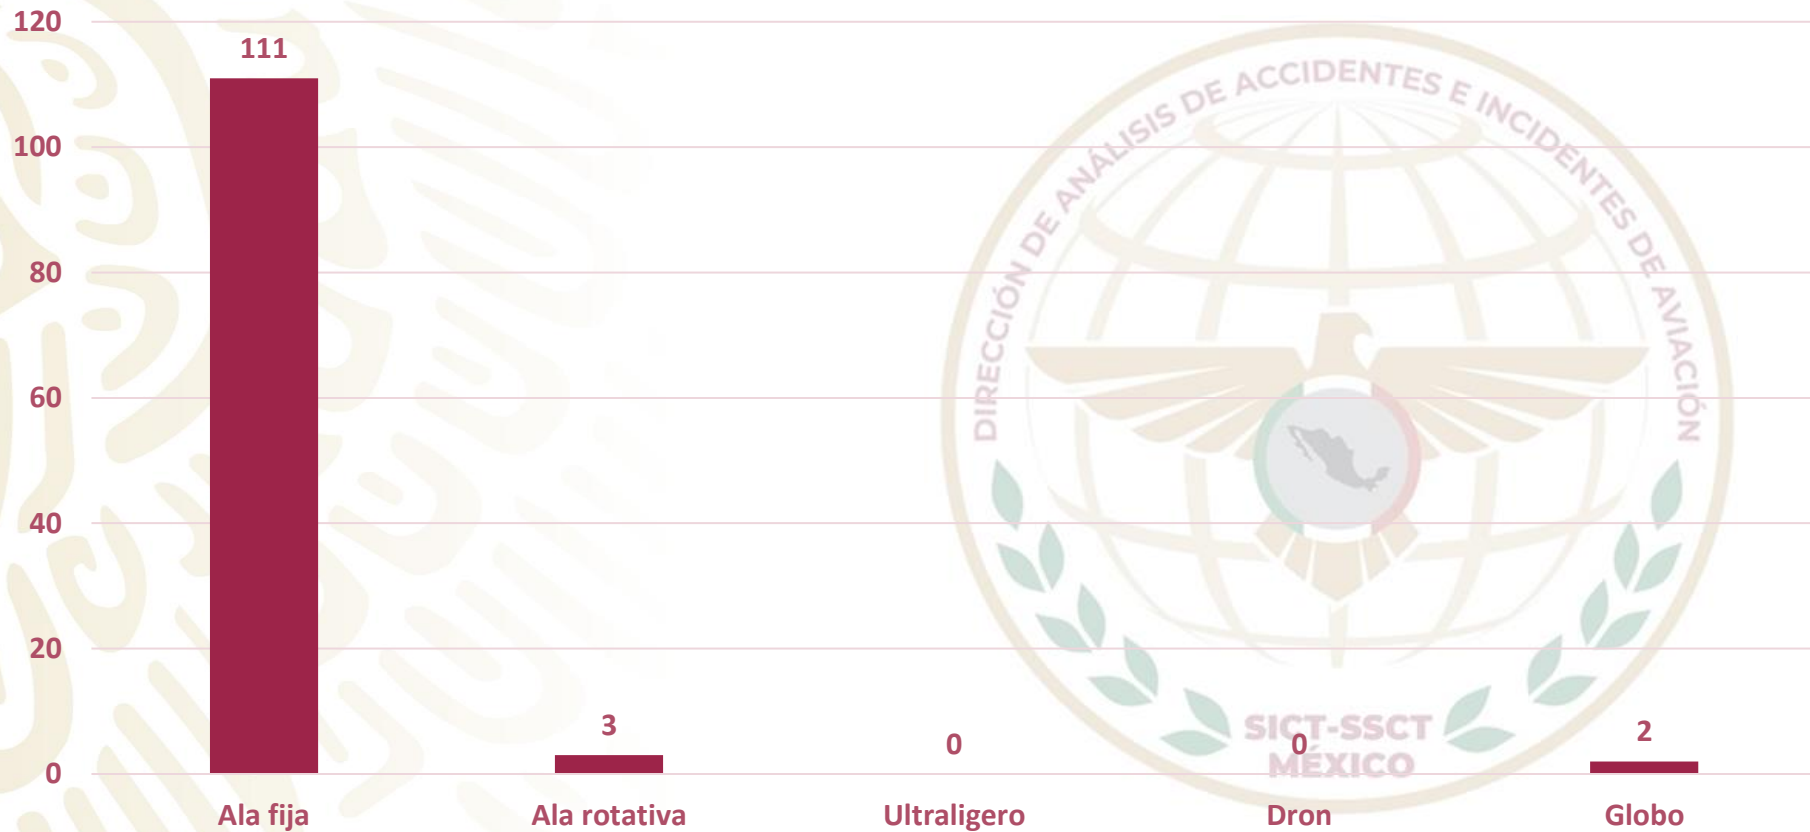 120
100
80
60
40
20
0
111
3
0
0
2
Ala fija
Ala rotativa
Ultraligero
Dron
Globo
DIRECCIÓN DE ANÁLISIS DE ACCIDENTES E INCIDENTES DE AVIACIÓN
SICT-SSCT
MÉXICO